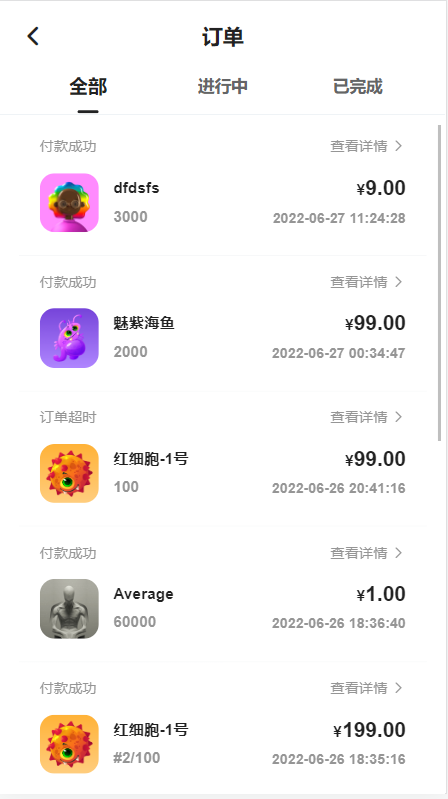 订单
全部 进行中 已完成
付款成功 查看详情
dfdsfs ¥9.00
3000 2022-06-27 11:24:28
付款成功 查看详情
魅紫海鱼 ¥99.00
2000 2022-06-27 00:34:47
订单超时 查看详情
红细胞-1号 ¥99.00
100 2022-06-26 20:41:16
付款成功 查看详情
Average ¥1.00
60000 2022-06-26 18:36:40
付款成功 查看详情
红细胞-1号 ¥199.00
#2/100 2022-06-26 18:35:16